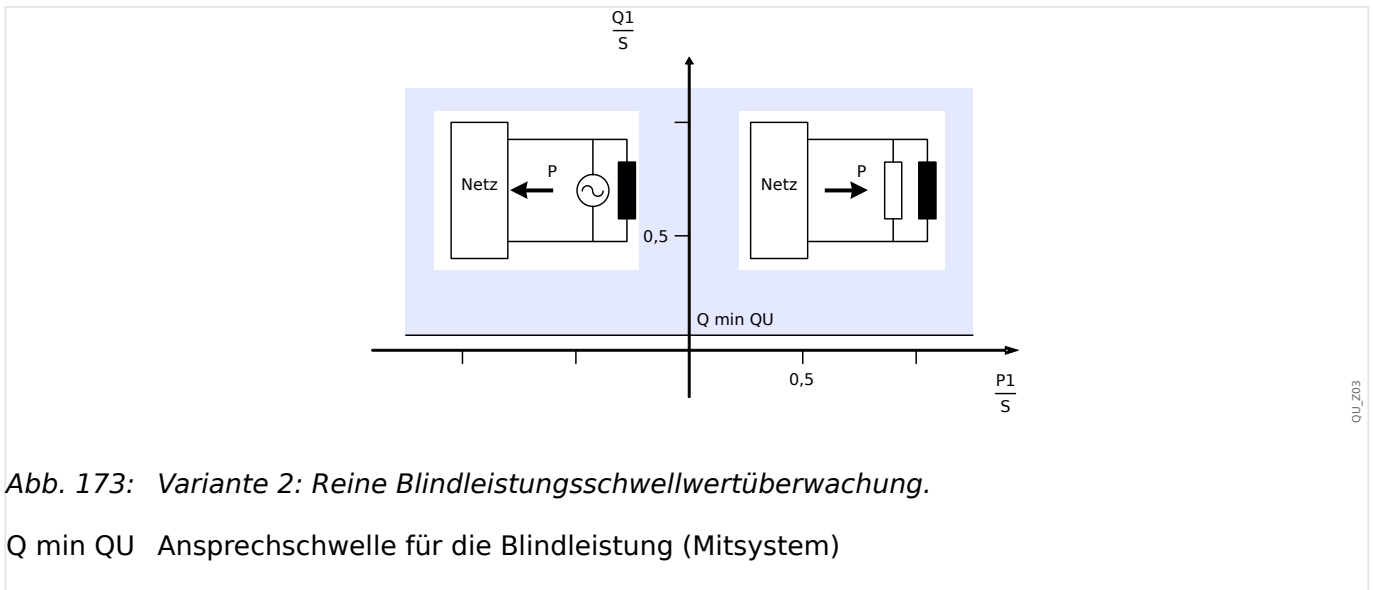 Q1
S
Netz
P
Netz
P
0,5
Q min QU
0,5
P1
S
QU_Z03
Abb. 173: Variante 2: Reine Blindleistungsschwellwertüberwachung.
Q min QU Ansprechschwelle für die Blindleistung (Mitsystem)